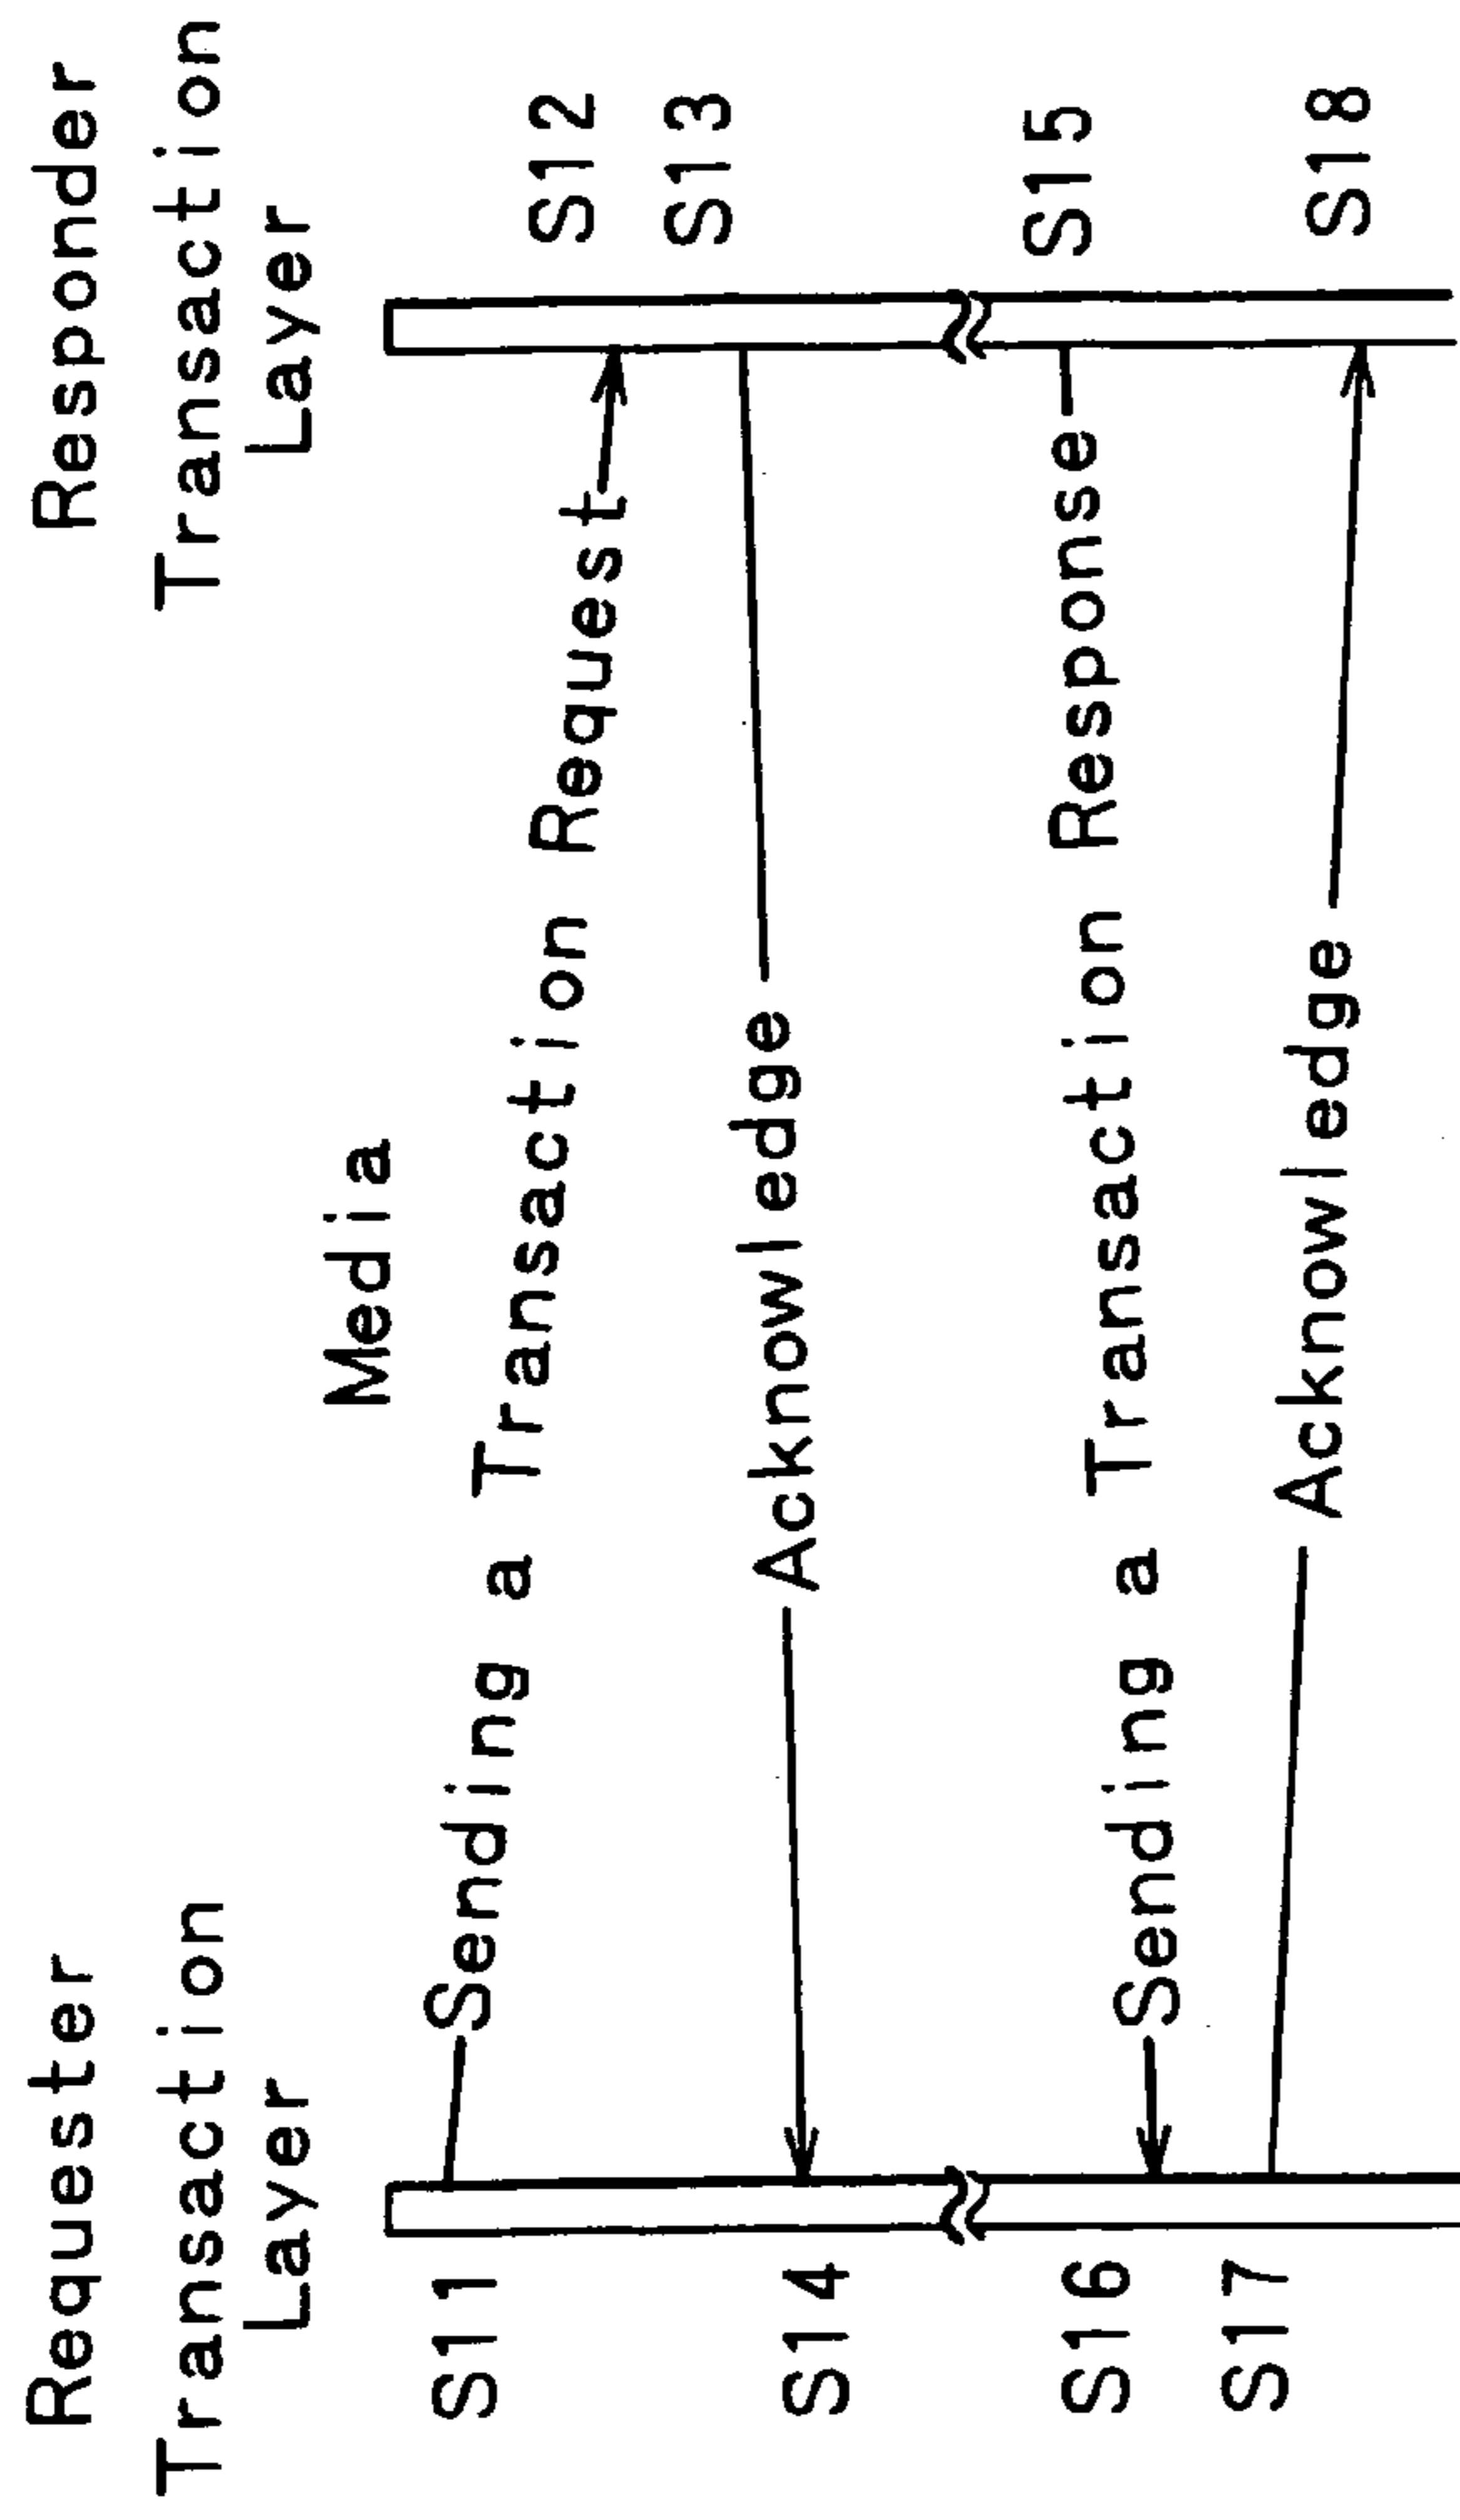 Requester
Transaction
Layer
Responder
Transaction
Layer
Media
S11
Sending a Transaction Request
S12
S13
Acknowledge
S14
S15
Sending a Transaction Response
S16
S17
Acknowledge
S18